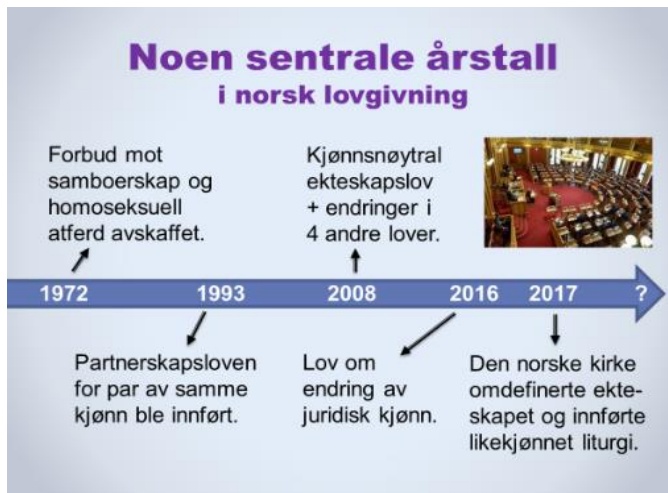 Noen sentrale årstall
i norsk lovgivning
Forbud mot
samboerskap og
homoseksuell
atferd avskaffet.
Kjønnsnøytral
ekteskapslov
+ endringer i
4 andre lover.
1972 1993 2008 2016 2017 ?
Partnerskapsloven
for par av samme
kjønn ble innført.
Lov om
endring av
juridisk kjønn.
Den norske kirke
omdefinerte ekte-
skapet og innførte
likekjønnet liturgi.